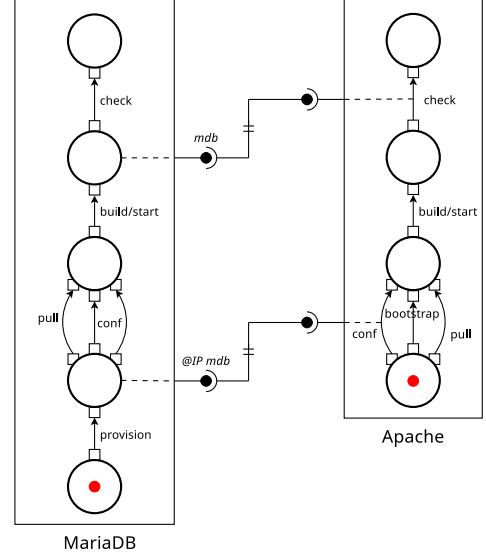 check
check
mdb
build/start
build/start
pull
conf
bootstrap
conf
pull
@IP mdb
provision
Apache
MariaDB